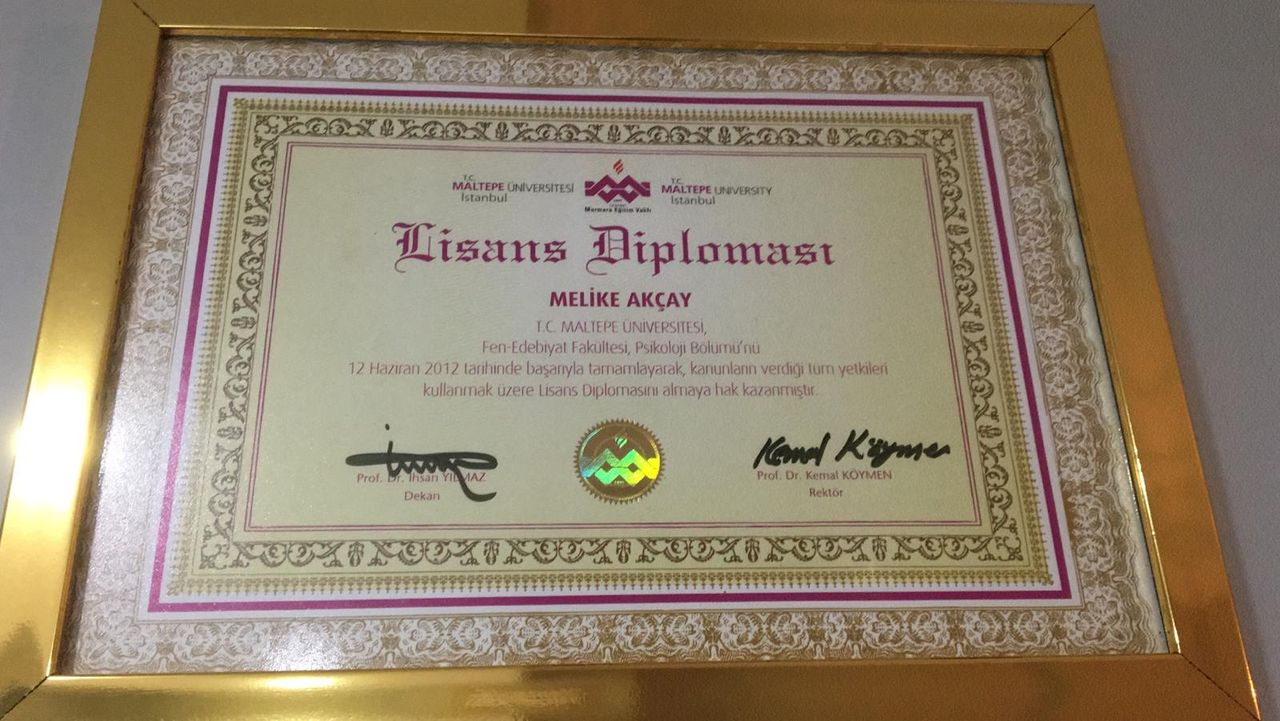 T.C.
MALTEPE ÜNİVERSİTESİ
İstanbul
Marmara Eğitim Vakfı
T.C.
MALTEPE UNIVERSITY
İstanbul
Lisans Diploması
MELİKE AKÇAY
T.C. MALTEPE ÜNİVERSİTESİ,
Fen-Edebiyat Fakültesi, Psikoloji Bölümü'nü
12 Haziran 2012 tarihinde başarıyla tamamlayarak, kanunların verdiği tüm yetkileri
kullanmak üzere Lisans Diplomasını almaya hak kazanmıştır.
Prof. Dr. İhsan YILMAZ
Dekan
Kemal Köymen
Prof. Dr. Kemal KÖYMEN
Rektör